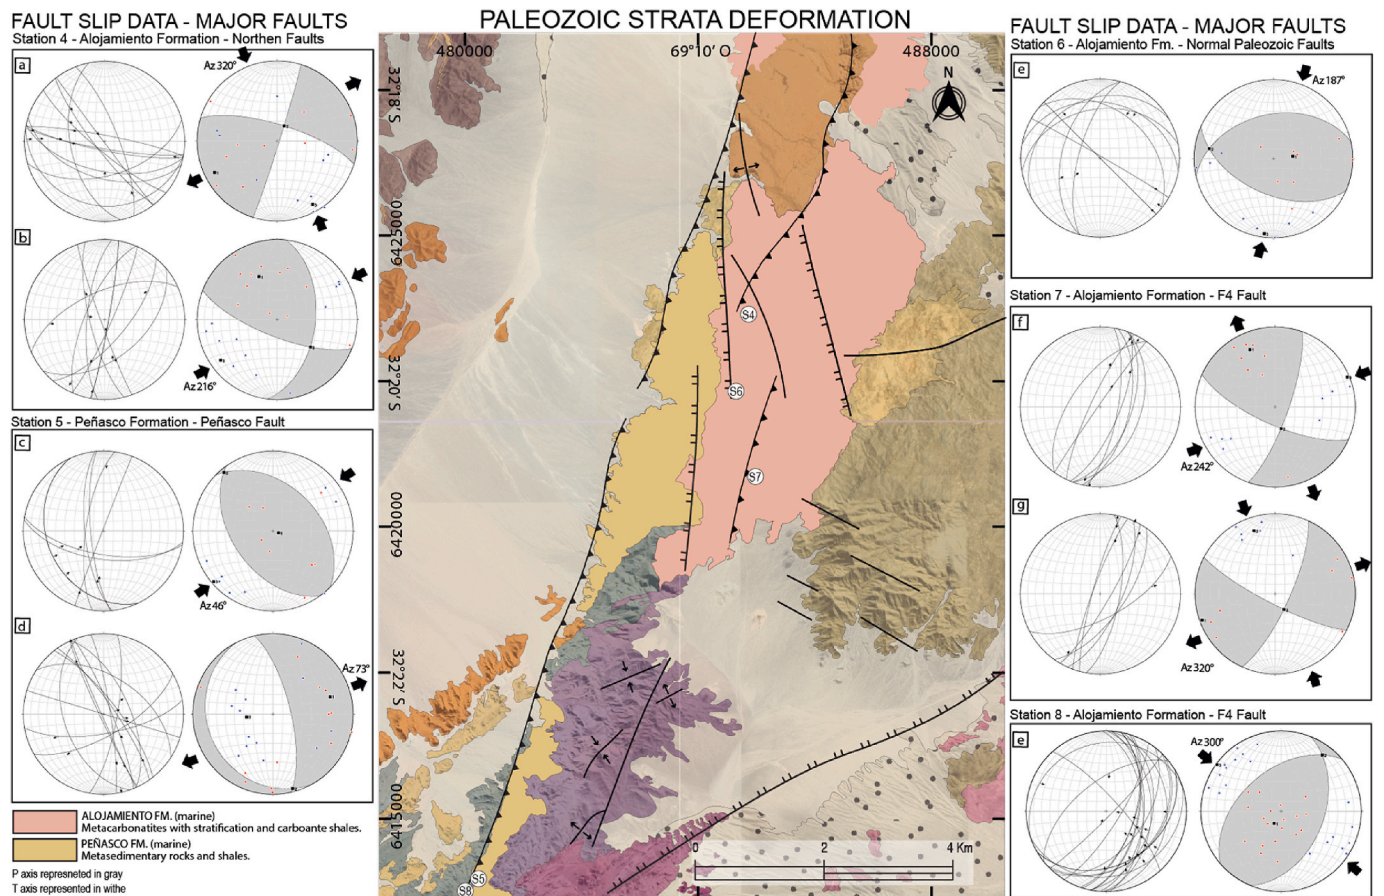 PALEOZOIC STRATA DEFORMATION
FAULT SLIP DATA - MAJOR FAULTS
Station 4 - Alojamiento Formation - Northen Faults
a
Az 320°
b
Az 216°
Station 5 - Peñasco Formation - Peñasco Fault
c
Az 46°
d
Az 73°
ALOJAMIENTO FM. (marine)
Metacarbonatites with stratification and carboante shales.
PEÑASCO FM. (marine)
Metasedimentary rocks and shales.
P axis represneted in gray
T axis represented in withe
480000
69°10' O
488000
N
32°18' S
6425000
32°20' S
6420000
32°22' S
6415000
S4
S6
S7
S5
S8
0
2
4 Km
FAULT SLIP DATA - MAJOR FAULTS
Station 6 - Alojamiento Fm. - Normal Paleozoic Faults
e
Az 187°
Station 7 - Alojamiento Formation - F4 Fault
f
Az 242°
g
Az 320°
Station 8 - Alojamiento Formation - F4 Fault
e
Az 300°